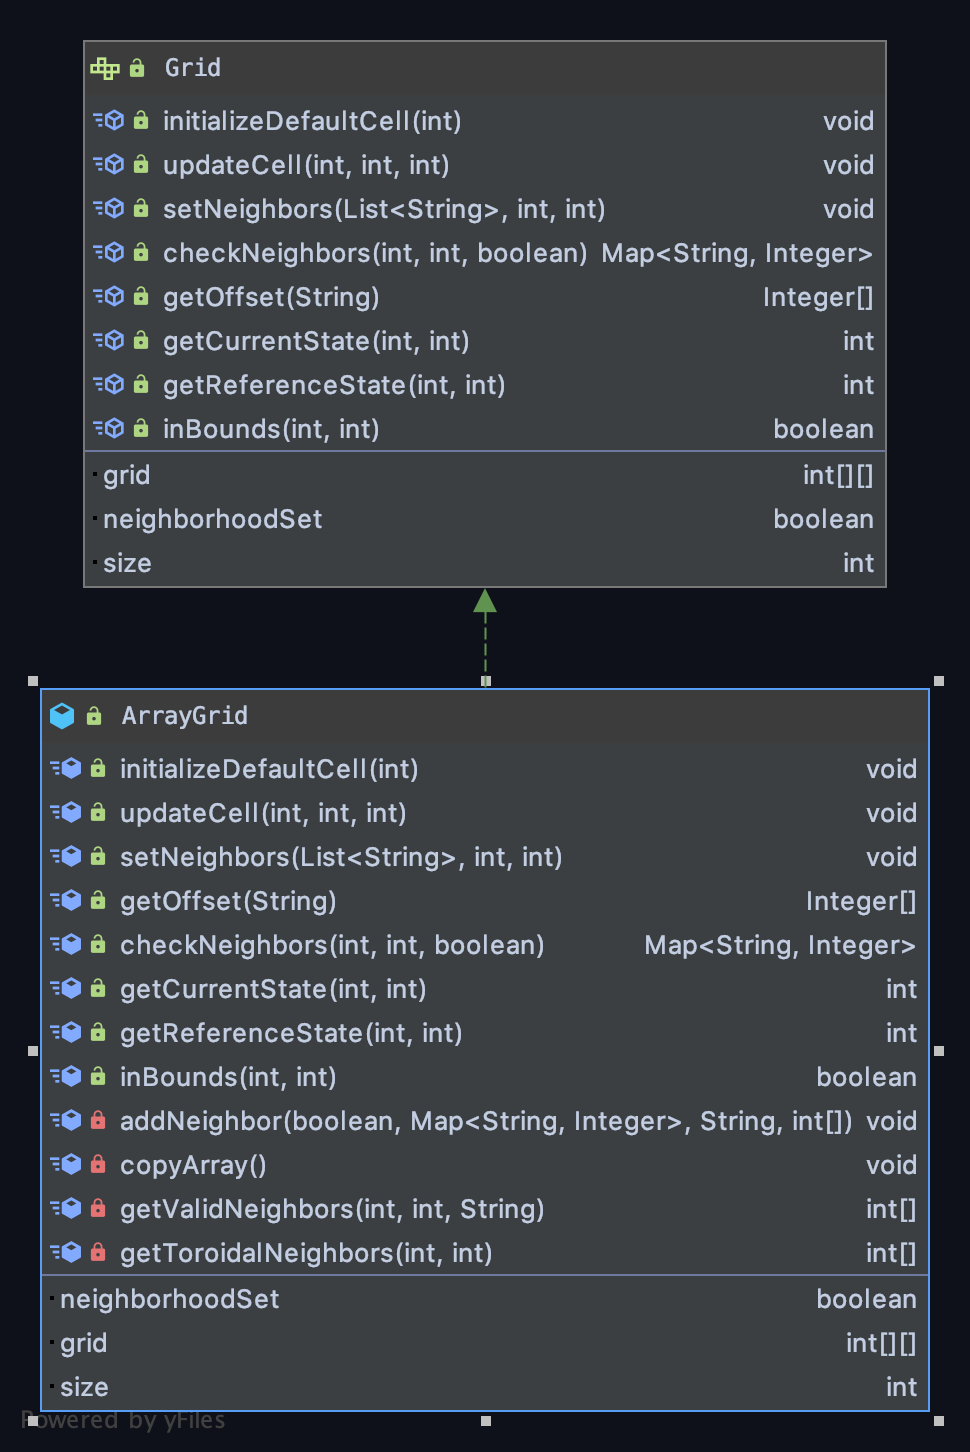 Grid
initializeDefaultCell(int) void
updateCell(int, int, int) void
setNeighbors(List<String>, int, int) void
checkNeighbors(int, int, boolean) Map<String, Integer>
getOffset(String) Integer[]
getCurrentState(int, int) int
getReferenceState(int, int) int
inBounds(int, int) boolean
grid int[][]
neighborhoodSet boolean
size int
ArrayGrid
initializeDefaultCell(int) void
updateCell(int, int, int) void
setNeighbors(List<String>, int, int) void
getOffset(String) Integer[]
checkNeighbors(int, int, boolean) Map<String, Integer>
getCurrentState(int, int) int
getReferenceState(int, int) int
inBounds(int, int) boolean
addNeighbor(boolean, Map<String, Integer>, String, int[]) void
copyArray() void
getValidNeighbors(int, int, String) int[]
getToroidalNeighbors(int, int) int[]
neighborhoodSet boolean
grid int[][]
size int
Powered by yFiles